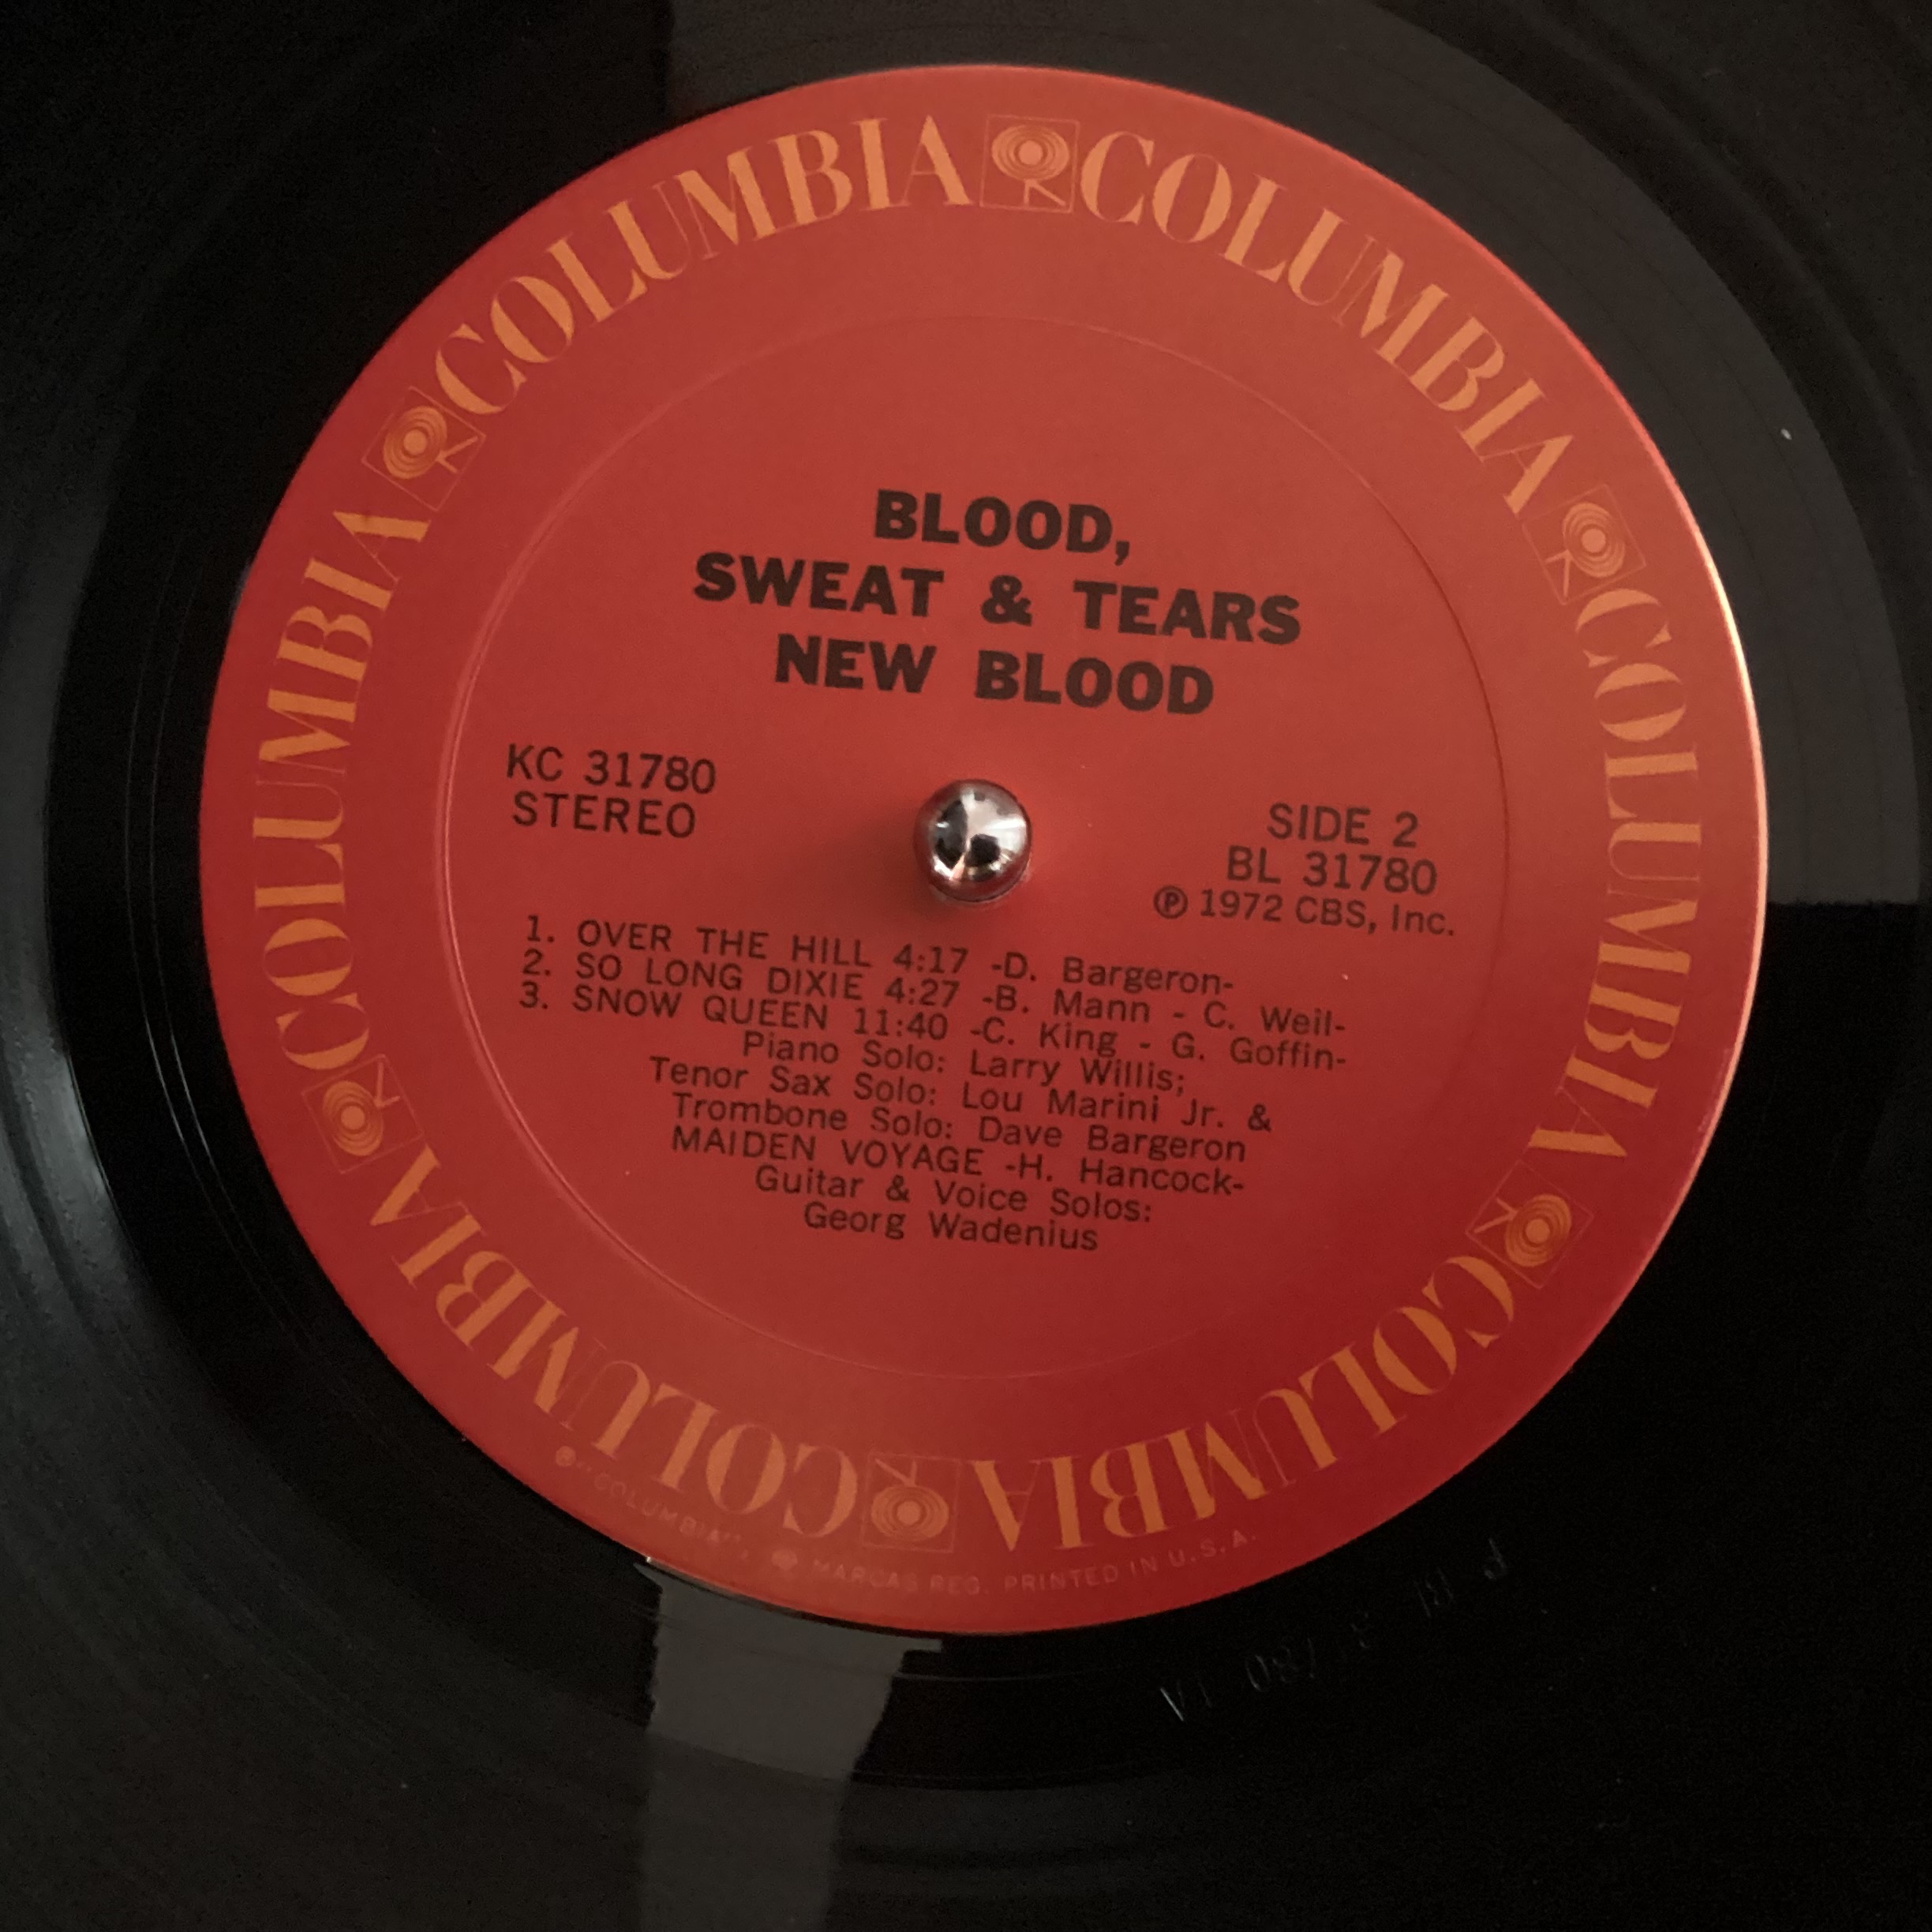 COLUMBIA COLUMBIA COLUMBIA COLUMBIA COLUMBIA COLUMBIA
BLOOD,
SWEAT & TEARS
NEW BLOOD
KC 31780
STEREO
SIDE 2
BL 31780
Ⓟ 1972 CBS, Inc.
1. OVER THE HILL 4:17 -D. Bargeron-
2. SO LONG DIXIE 4:27 -B. Mann - C. Weil-
3. SNOW QUEEN 11:40 -C. King - G. Goffin-
Piano Solo: Larry Willis;
Tenor Sax Solo: Lou Marini Jr. &
Trombone Solo: Dave Bargeron
MAIDEN VOYAGE -H. Hancock-
Guitar & Voice Solos:
Georg Wadenius
® "COLUMBIA", MARCAS REG. PRINTED IN U.S.A.